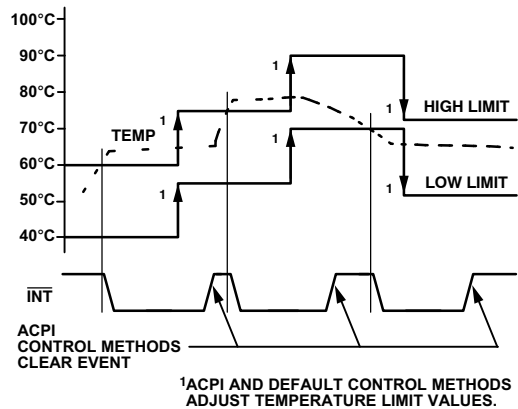 100°C
90°C
80°C
70°C
60°C
50°C
40°C
1
1
1
1
1
1
TEMP
HIGH LIMIT
LOW LIMIT
INT
ACPI
CONTROL METHODS
CLEAR EVENT
1ACPI AND DEFAULT CONTROL METHODS
ADJUST TEMPERATURE LIMIT VALUES.